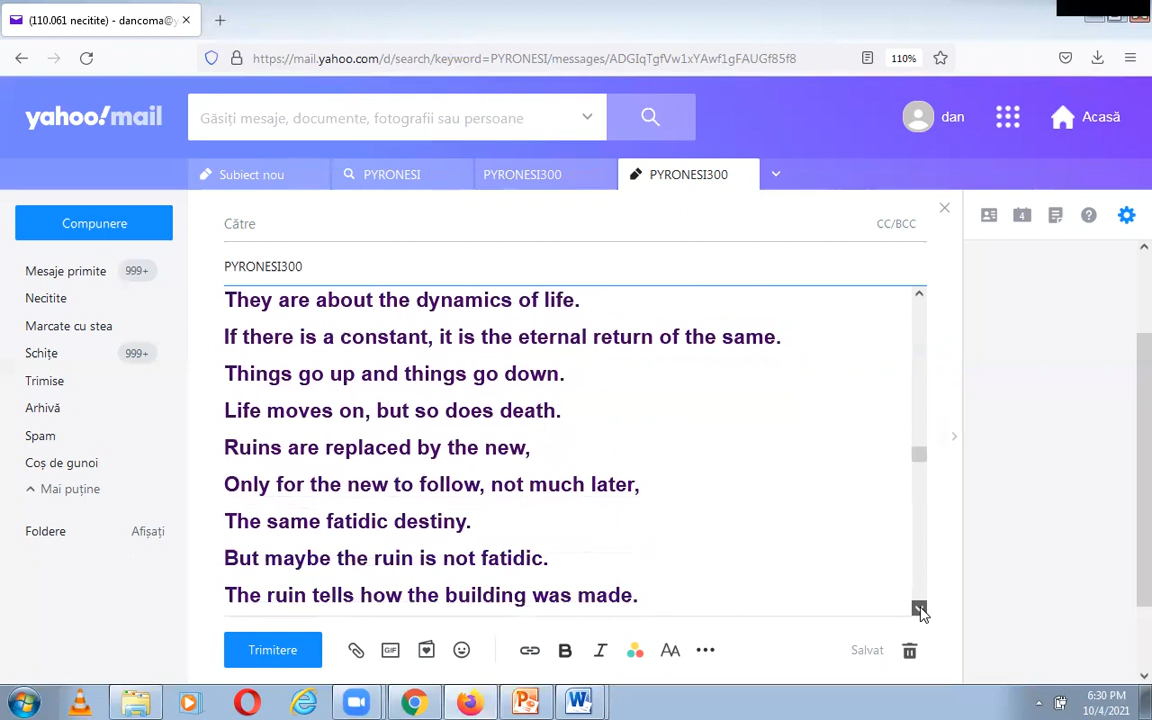 (110.061 necitite) - dancoma@y
https://mail.yahoo.com/d/search/keyword=PYRONESI/messages/ADGIqTgfVw1xYAwf1gFAUGf85f8
110%
yahoo!mail
Găsiți mesaje, documente, fotografii sau persoane
dan
Acasă
Subiect nou
PYRONESI
PYRONESI300
PYRONESI300
Compunere
Mesaje primite 999+
Necitite
Marcate cu stea
Schițe 999+
Trimise
Arhivă
Spam
Coș de gunoi
Mai puține
Foldere Afișați
Către
CC/BCC
PYRONESI300
They are about the dynamics of life.
If there is a constant, it is the eternal return of the same.
Things go up and things go down.
Life moves on, but so does death.
Ruins are replaced by the new,
Only for the new to follow, not much later,
The same fatidic destiny.
But maybe the ruin is not fatidic.
The ruin tells how the building was made.
Trimitere
GIF
B
I
AA
Salvat
4
6:30 PM
10/4/2021